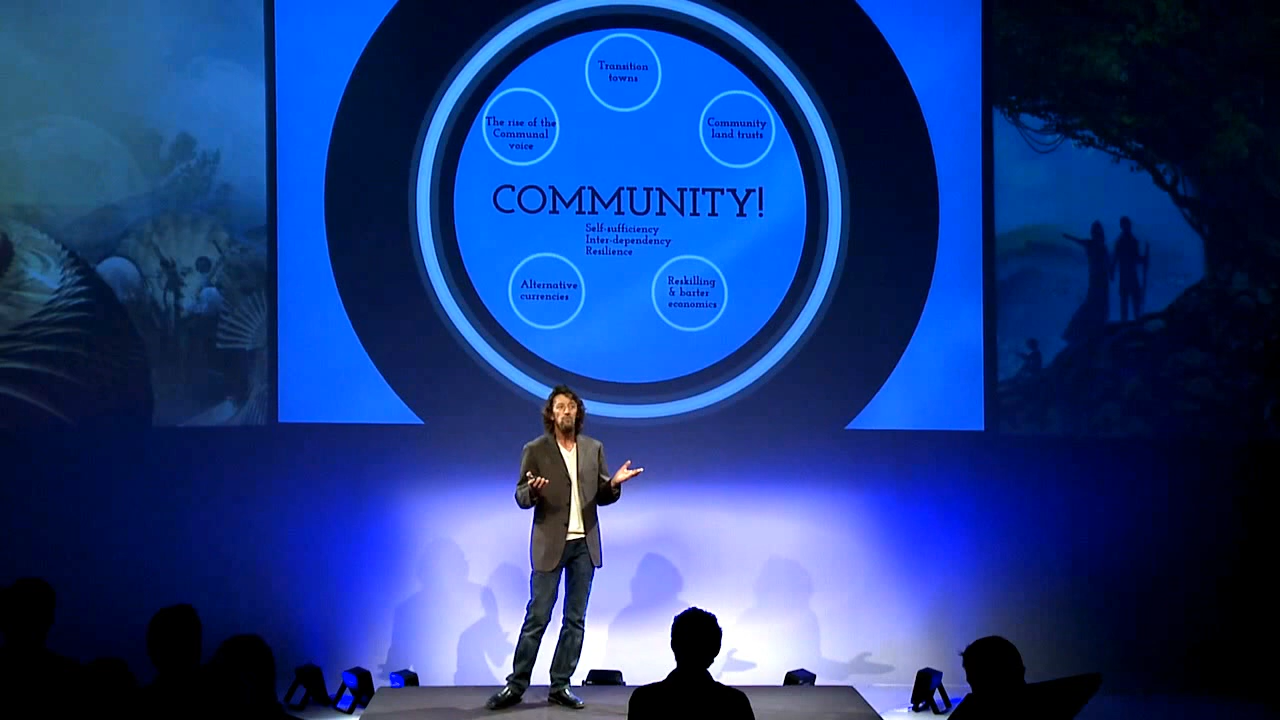 Transition
towns
The rise of the
Communal
voice
Community
land trusts
COMMUNITY!
Self-sufficiency
Inter-dependency
Resilience
Alternative
currencies
Reskilling
& barter
economics